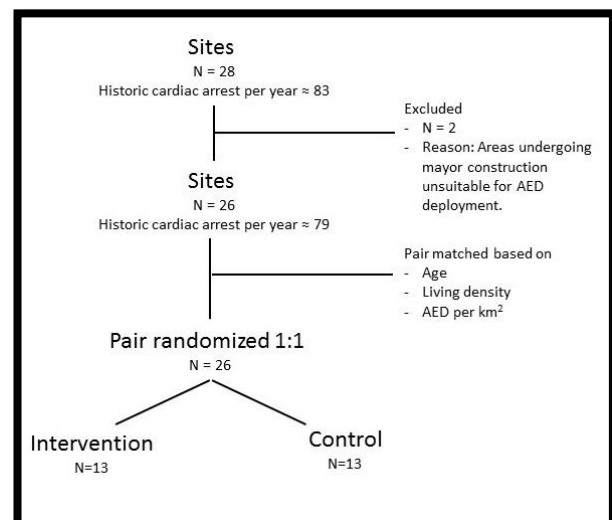 Sites
N = 28
Historic cardiac arrest per year ≈ 83
Excluded
- N = 2
- Reason: Areas undergoing
mayor construction
unsuitable for AED
deployment.
Sites
N = 26
Historic cardiac arrest per year ≈ 79
Pair matched based on
- Age
- Living density
- AED per km²
Pair randomized 1:1
N = 26
Intervention
N=13
Control
N=13